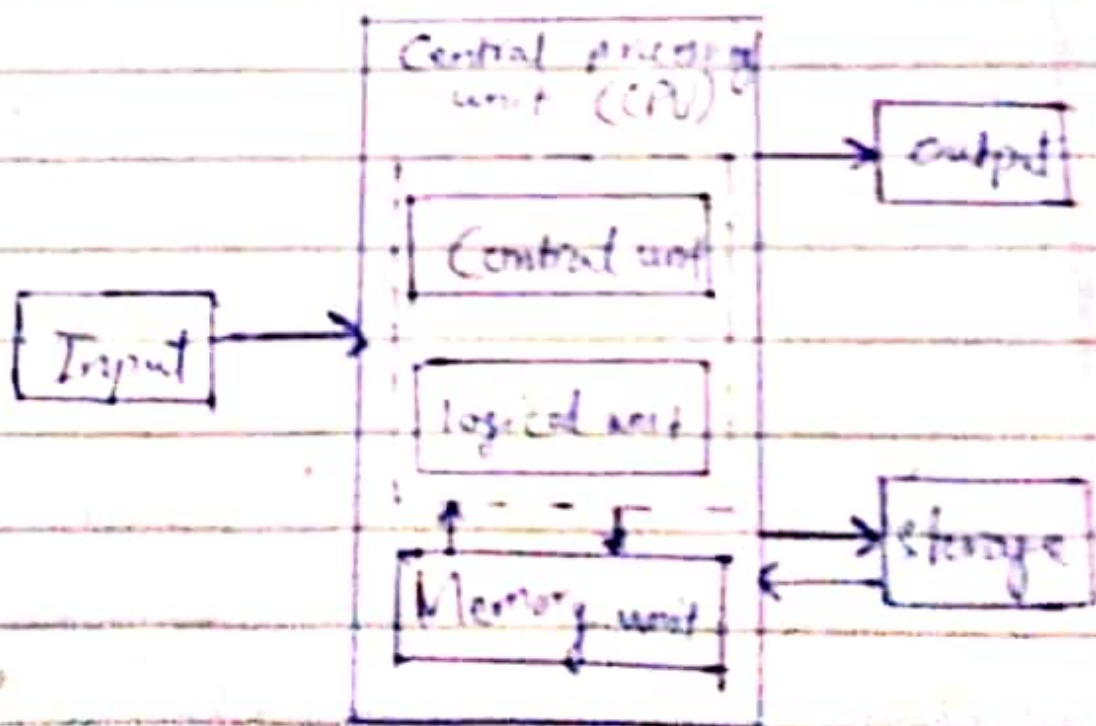 Central processing
unit (CPU)
output
Control unit
Input
logical unit
storage
Memory unit